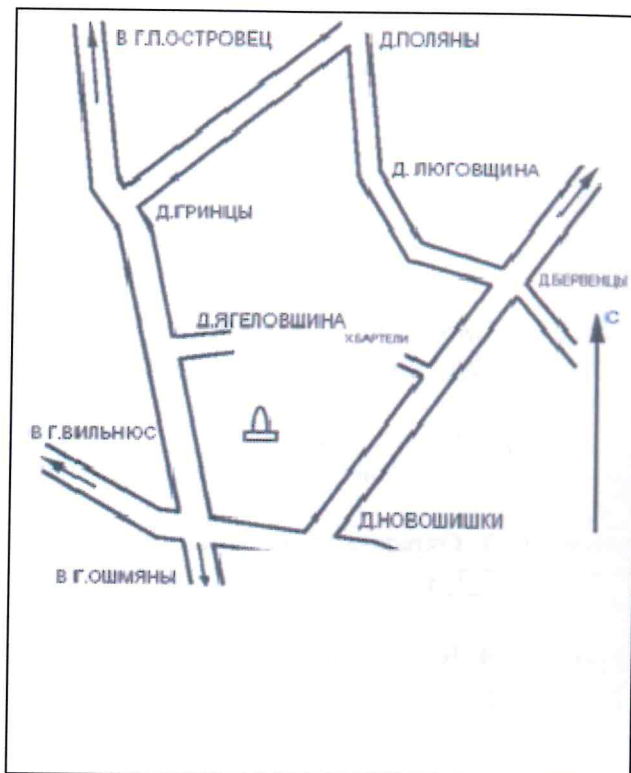 В Г.П.ОСТРОВЕЦ
Д.ПОЛЯНЫ
Д. ЛЮГОВЩИНА
Д.ГРИНЦЫ
Д.БЕРВЕНЦЫ
С
Д.ЯГЕЛОВШИНА
Х.БАРТЕЛИ
В Г.ВИЛЬНЮС
Д.НОВОШИШКИ
В Г.ОШМЯНЫ